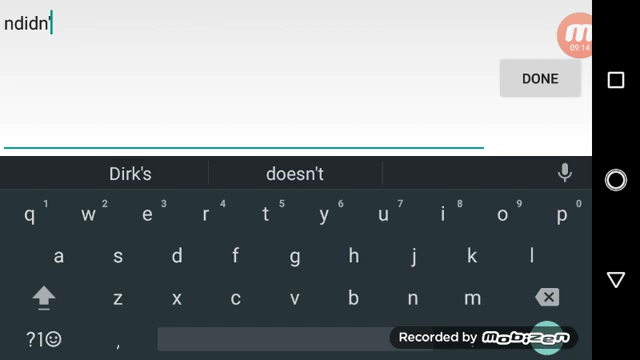 ndidn'
09:14
DONE
Dirk's doesn't
q 1 w 2 e 3 r 4 t 5 y 6 u 7 i 8 o 9 p 0
a s d f g h j k l
z x c v b n m
?1☺ , Recorded by mobizen